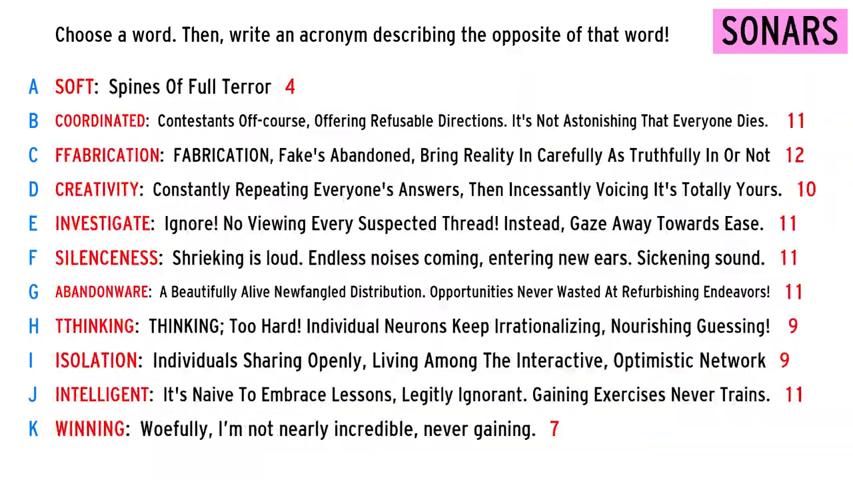 Choose a word. Then, write an acronym describing the opposite of that word!
SONARS
A SOFT: Spines Of Full Terror 4
B COORDINATED: Contestants Off-course, Offering Refusable Directions. It's Not Astonishing That Everyone Dies. 11
C FFABRICATION: FABRICATION, Fake's Abandoned, Bring Reality In Carefully As Truthfully In Or Not 12
D CREATIVITY: Constantly Repeating Everyone's Answers, Then Incessantly Voicing It's Totally Yours. 10
E INVESTIGATE: Ignore! No Viewing Every Suspected Thread! Instead, Gaze Away Towards Ease. 11
F SILENCENESS: Shrieking is loud. Endless noises coming, entering new ears. Sickening sound. 11
G ABANDONWARE: A Beautifully Alive Newfangled Distribution. Opportunities Never Wasted At Refurbishing Endeavors! 11
H TTHINKING: THINKING; Too Hard! Individual Neurons Keep Irrationalizing, Nourishing Guessing! 9
I ISOLATION: Individuals Sharing Openly, Living Among The Interactive, Optimistic Network 9
J INTELLIGENT: It's Naive To Embrace Lessons, Legitly Ignorant. Gaining Exercises Never Trains. 11
K WINNING: Woefully, I'm not nearly incredible, never gaining. 7